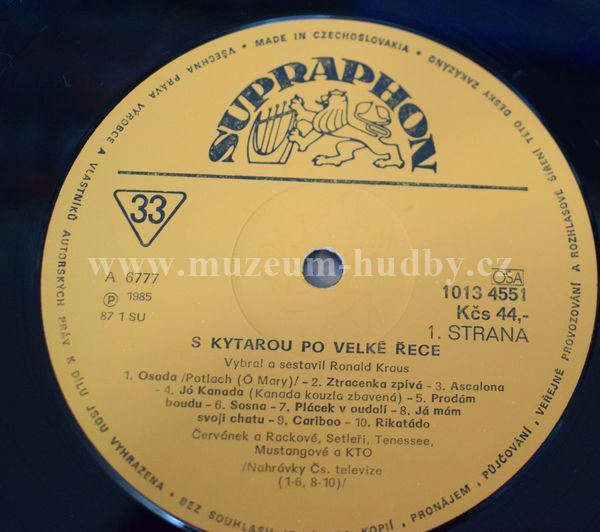 VŠECHNA PRÁVA VÝROBCE A VLASTNÍKŮ AUTORSKÝCH PRÁV K DÍLU JSOU VYHRAZENA • BEZ SOUHLASU
KOPIÍ, PRONÁJEM, PŮJČOVÁNÍ, VEŘEJNÉ PROVOZOVÁNÍ A ROZHLASOVÉ ŠÍŘENÍ TÉTO DESKY ZAKÁZÁNO
• MADE IN CZECHOSLOVAKIA •
SUPRAPHON
33
www.muzeum-hudby.cz
A 6777
Ⓟ 1985
87 1 SU
OSA
1013 4551
Kčs 44,-
1. STRANA
S KYTAROU PO VELKÉ ŘECE
Vybral a sestavil Ronald Kraus
1. Osada /Potlach (Ó Mary)/ - 2. Ztracenka zpívá - 3. Ascalona
- 4. Jó Kanada (Kanada kouzla zbavená) - 5. Prodám
boudu - 6. Sosna - 7. Plácek v oudolí - 8. Já mám
svoji chatu - 9. Cariboo - 10. Rikatádo
Červánek a Rackové, Setleři, Tenessee,
Mustangové a KTO
/Nahrávky Čs. televize
(1-6, 8-10)/